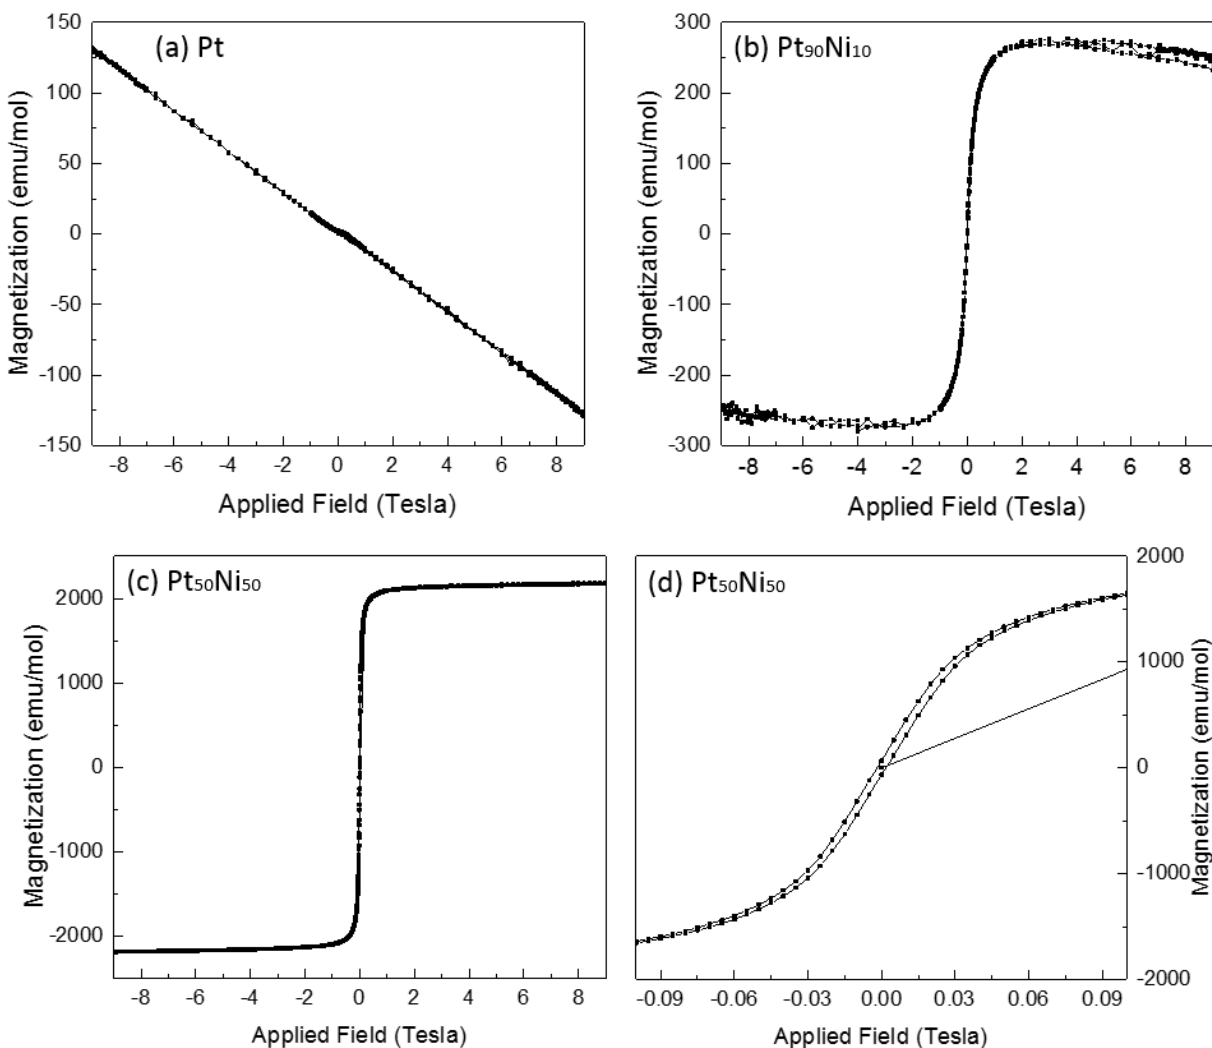 (a) Pt
Magnetization (emu/mol)
150
100
50
0
-50
-100
-150
-8 -6 -4 -2 0 2 4 6 8
Applied Field (Tesla)
(b) Pt₉₀Ni₁₀
Magnetization (emu/mol)
300
200
100
0
-100
-200
-300
-8 -6 -4 -2 0 2 4 6 8
Applied Field (Tesla)
(c) Pt₅₀Ni₅₀
Magnetization (emu/mol)
2000
1000
0
-1000
-2000
-8 -6 -4 -2 0 2 4 6 8
Applied Field (Tesla)
(d) Pt₅₀Ni₅₀
2000
1000
0
-1000
-2000
Magnetization (emu/mol)
-0.09 -0.06 -0.03 0.00 0.03 0.06 0.09
Applied Field (Tesla)